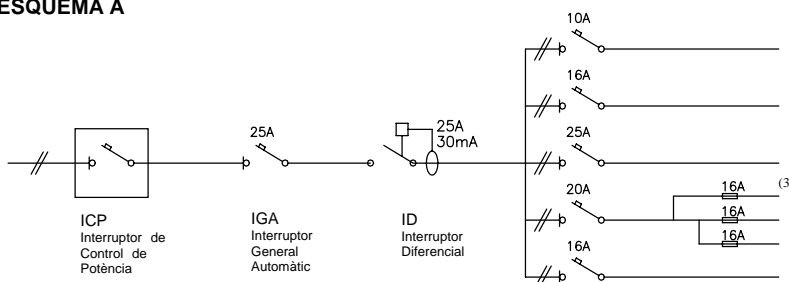 ESQUEMA A
10A
16A
25A
25A
30mA
25A
20A
16A
(3
16A
16A
16A
ICP
Interruptor de
Control de
Potència
IGA
Interruptor
General
Automàtic
ID
Interruptor
Diferencial